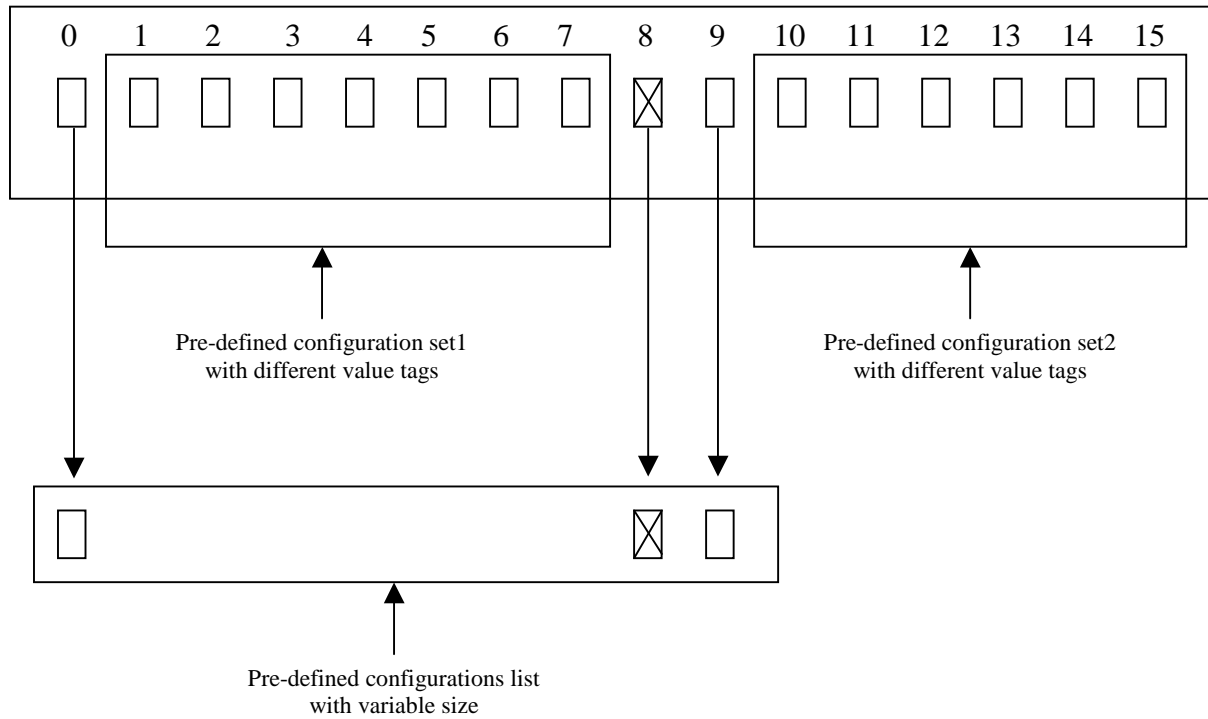 0 1 2 3 4 5 6 7 8 9 10 11 12 13 14 15
Pre-defined configuration set1
with different value tags
Pre-defined configuration set2
with different value tags
Pre-defined configurations list
with variable size